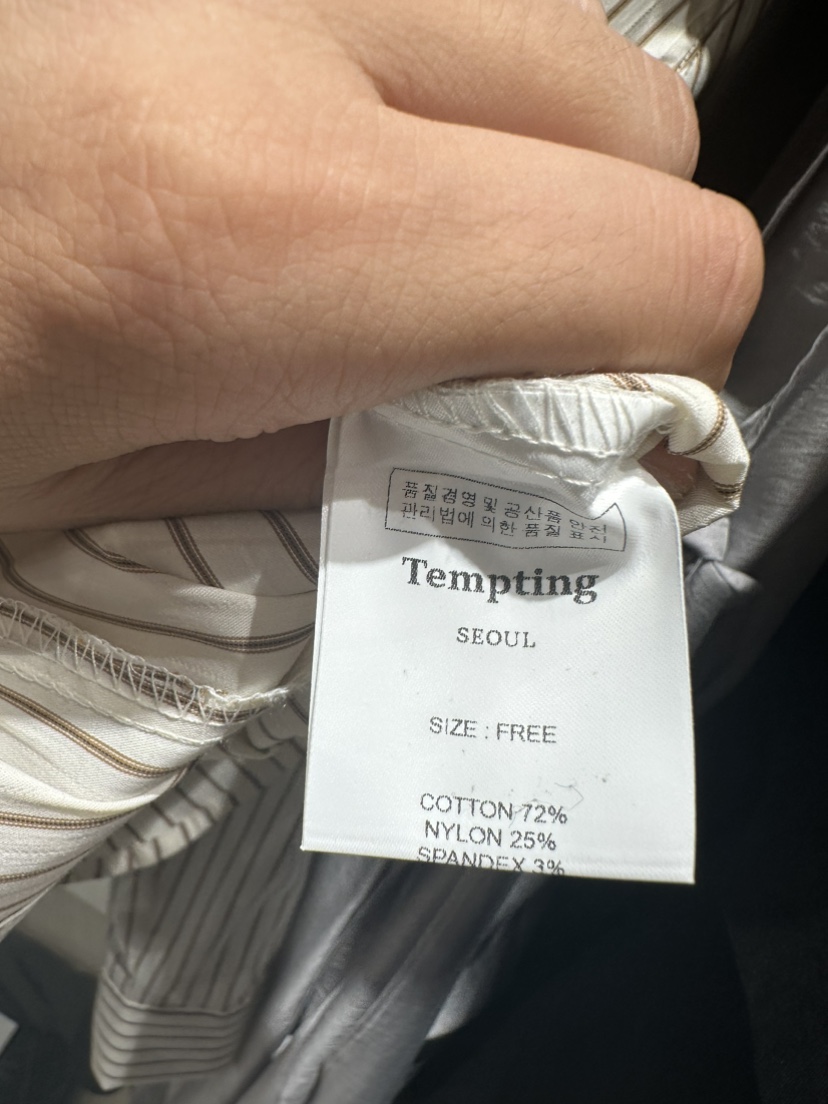 품질경영 및 공산품 안전
관리법에 의한 품질 표시
Tempting
SEOUL
SIZE : FREE
COTTON 72%
NYLON 25%
SPANDEX 3%